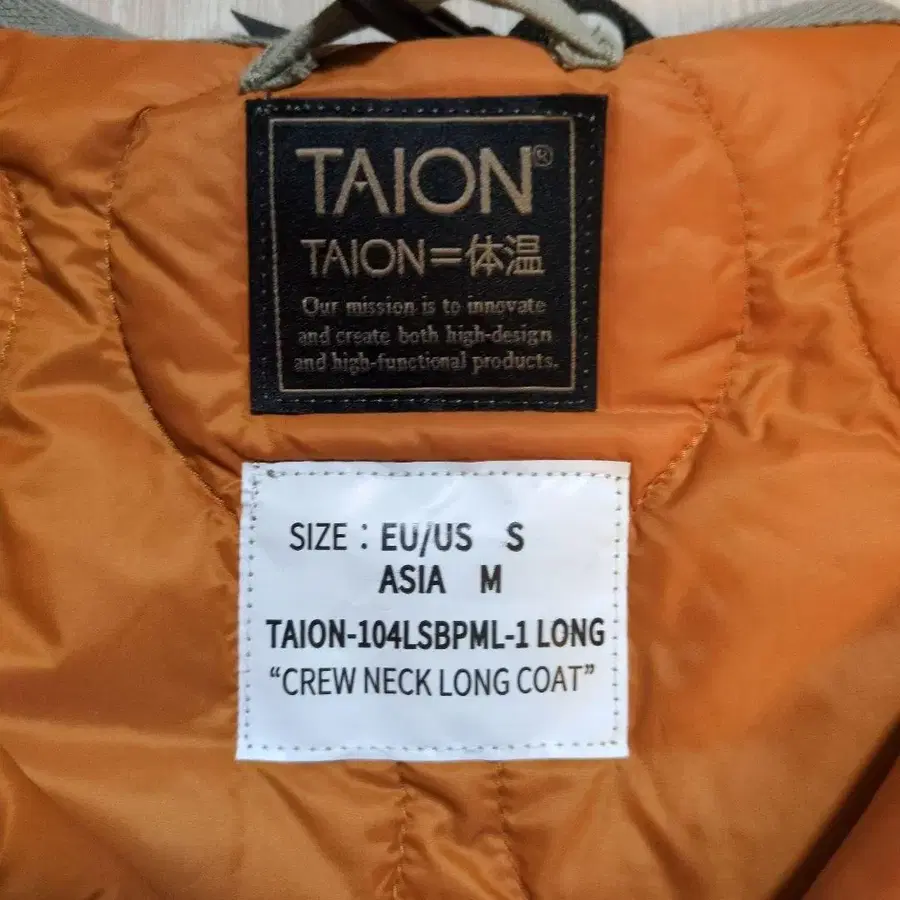 TAION®
TAION=体温
Our mission is to innovate
and create both high-design
and high-functional products.
SIZE : EU/US S
ASIA M
TAION-104LSBPML-1 LONG
“CREW NECK LONG COAT”